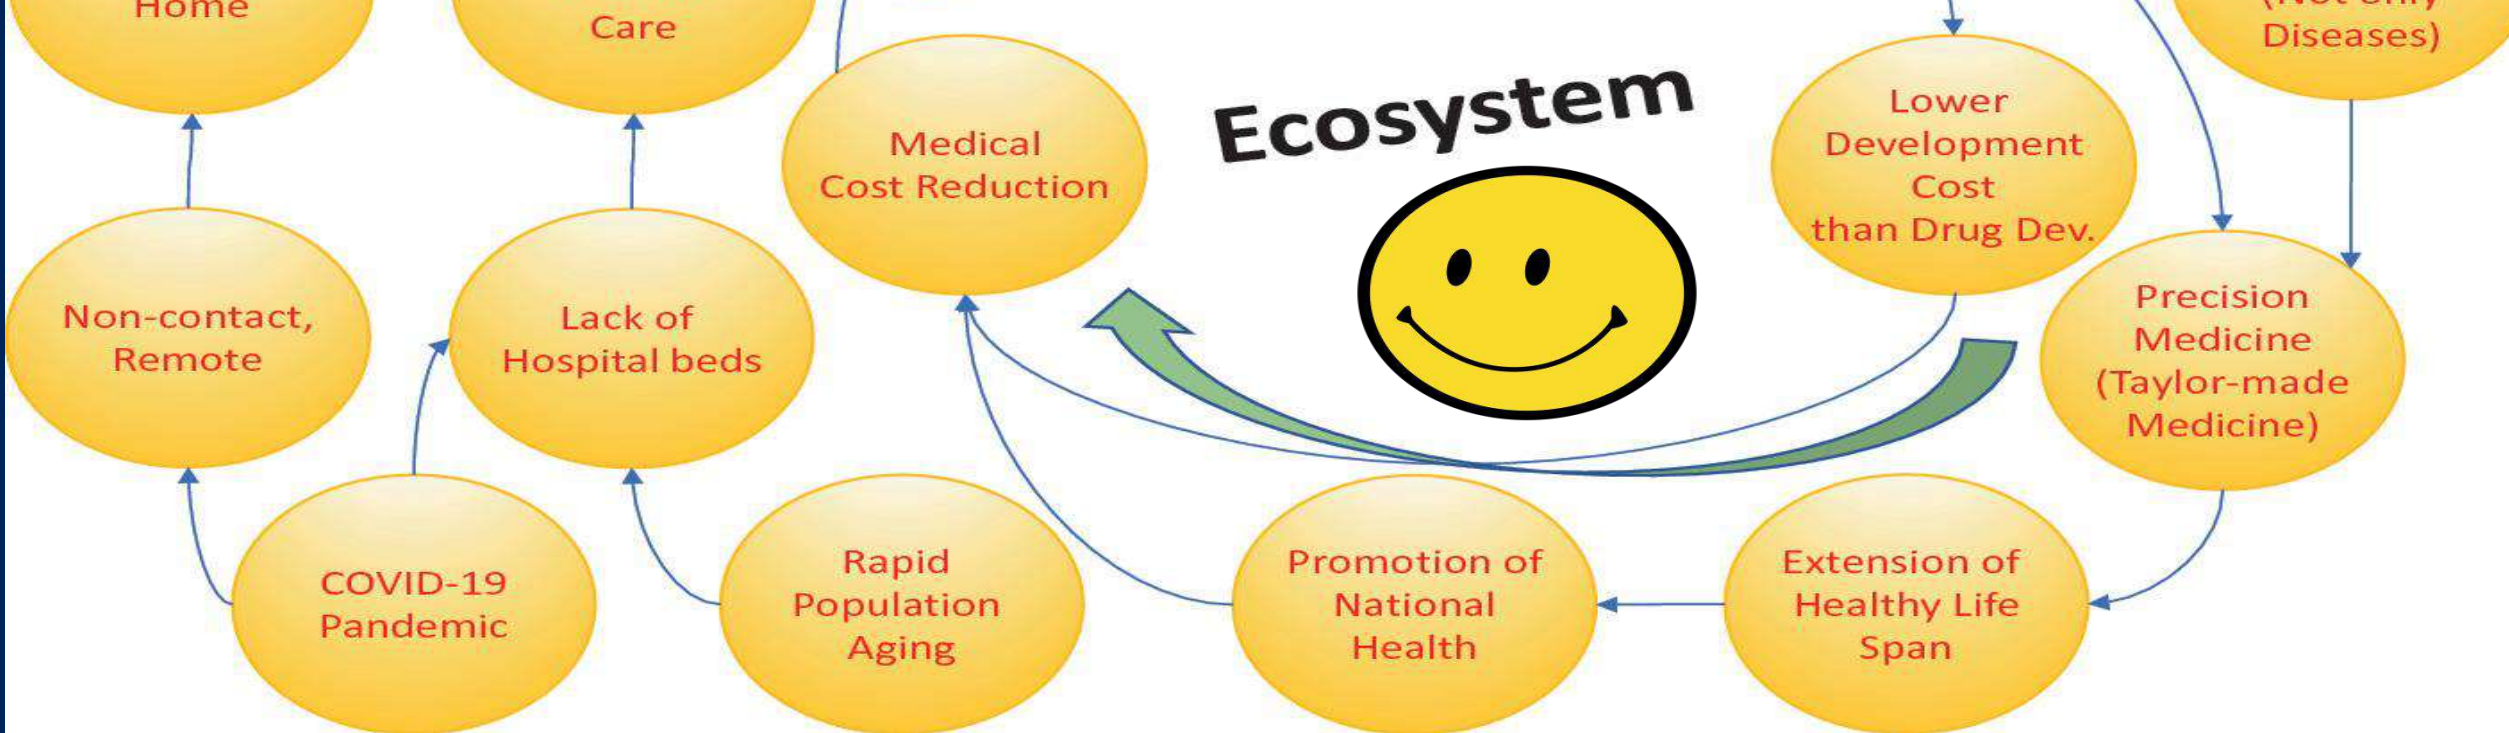 Home
Care
(Not only
Diseases)
Ecosystem
Medical
Cost Reduction
Lower
Development
Cost
than Drug Dev.
Non-contact,
Remote
Lack of
Hospital beds
Precision
Medicine
(Taylor-made
Medicine)
COVID-19
Pandemic
Rapid
Population
Aging
Promotion of
National
Health
Extension of
Healthy Life
Span